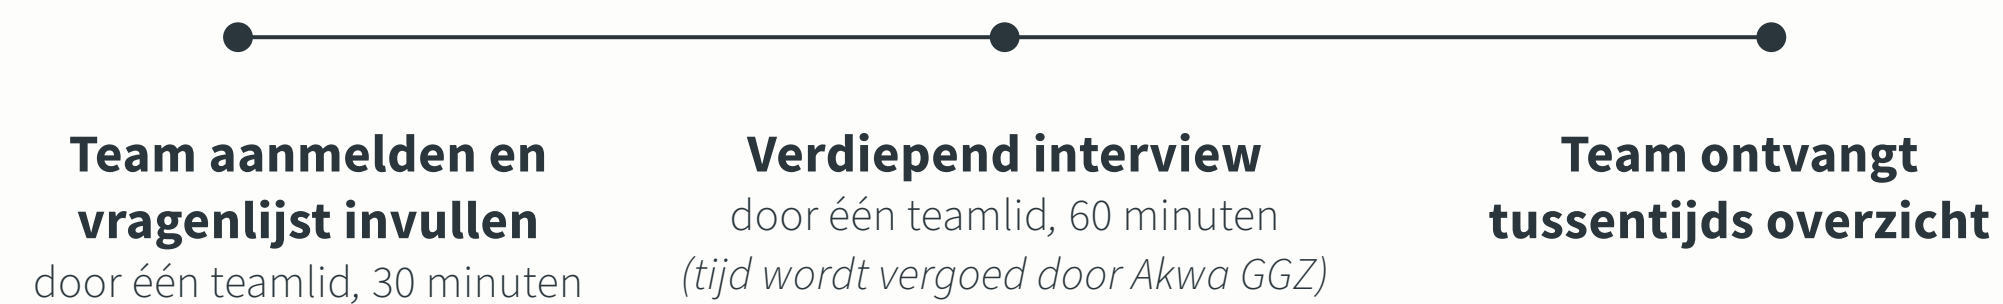 Team aanmelden en
vragenlijst invullen
door één teamlid, 30 minuten
Verdiepend interview
door één teamlid, 60 minuten
(tijd wordt vergoed door Akwa GGZ)
Team ontvangt
tussentijds overzicht